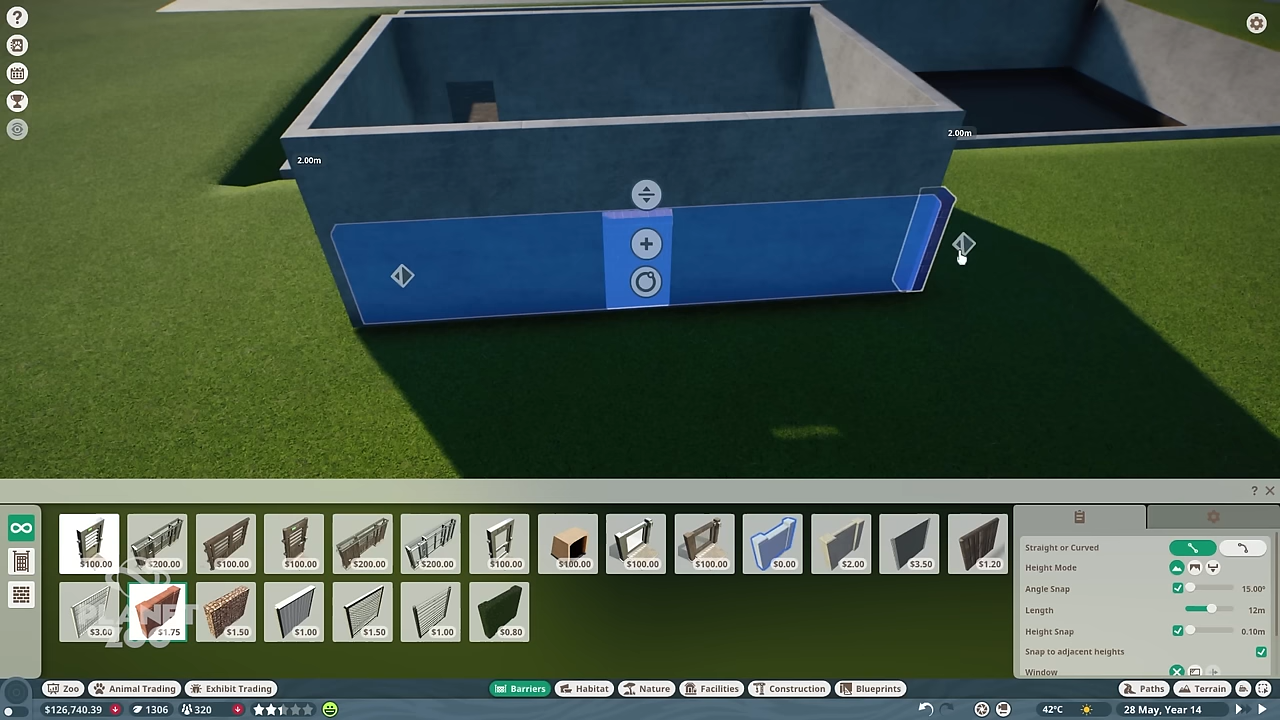 2.00m
2.00m
? ×
$100.00 $200.00 $100.00 $100.00 $200.00 $200.00 $100.00 $100.00 $100.00 $100.00 $0.00 $2.00 $3.50 $1.20
$3.00 $1.75 $1.50 $1.00 $1.50 $1.00 $0.80
PLANET
ZOO
Straight or Curved
Height Mode
Angle Snap 15.00°
Length 12m
Height Snap 0.10m
Snap to adjacent heights
Window
Zoo Animal Trading Exhibit Trading Barriers Habitat Nature Facilities Construction Blueprints Paths Terrain
$126,740.39 1306 320 42°C 28 May, Year 14